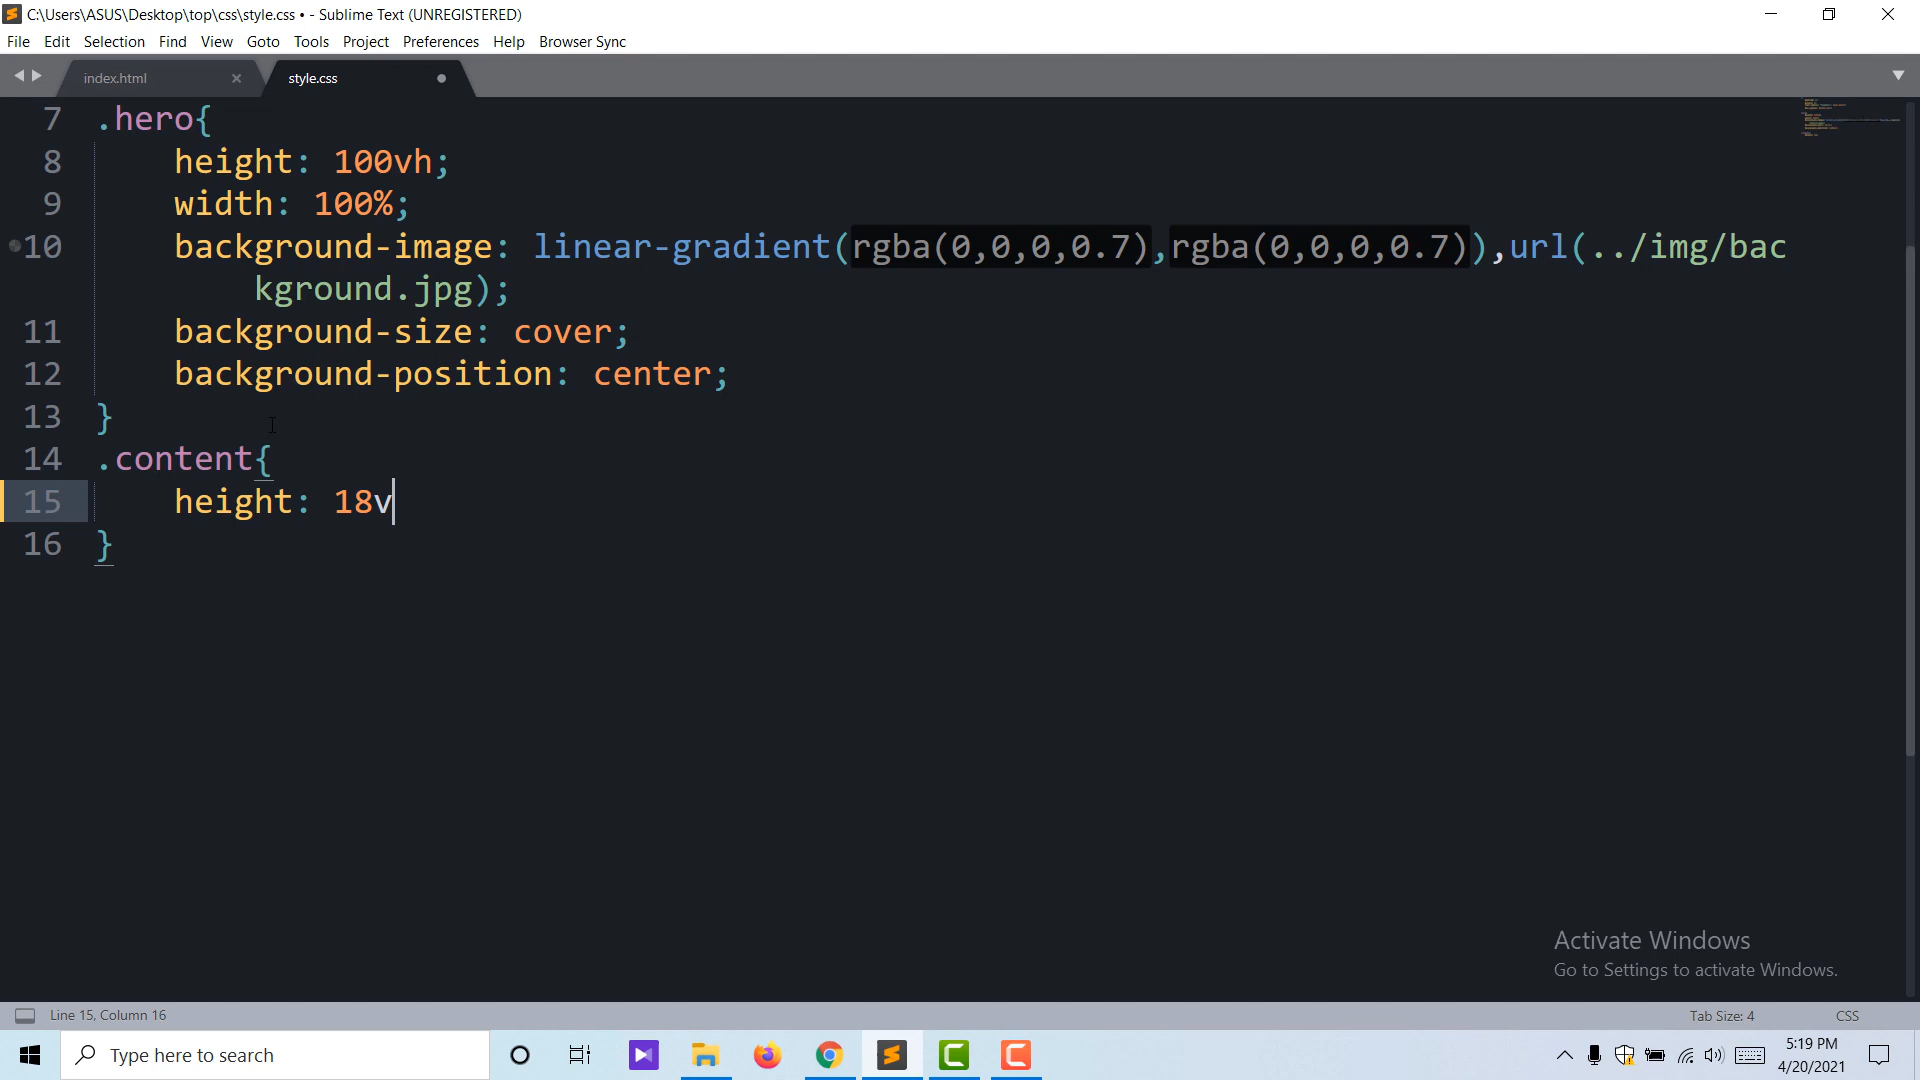 C:\Users\ASUS\Desktop\top\css\style.css • - Sublime Text (UNREGISTERED)
File Edit Selection Find View Goto Tools Project Preferences Help Browser Sync
index.html style.css
7 .hero{
8 height: 100vh;
9 width: 100%;
10 background-image: linear-gradient(rgba(0,0,0,0.7),rgba(0,0,0,0.7)),url(../img/bac
kground.jpg);
11 background-size: cover;
12 background-position: center;
13 }
14 .content{
15 height: 18v
16 }
Activate Windows
Go to Settings to activate Windows.
Line 15, Column 16 Tab Size: 4 CSS
Type here to search
5:19 PM
4/20/2021